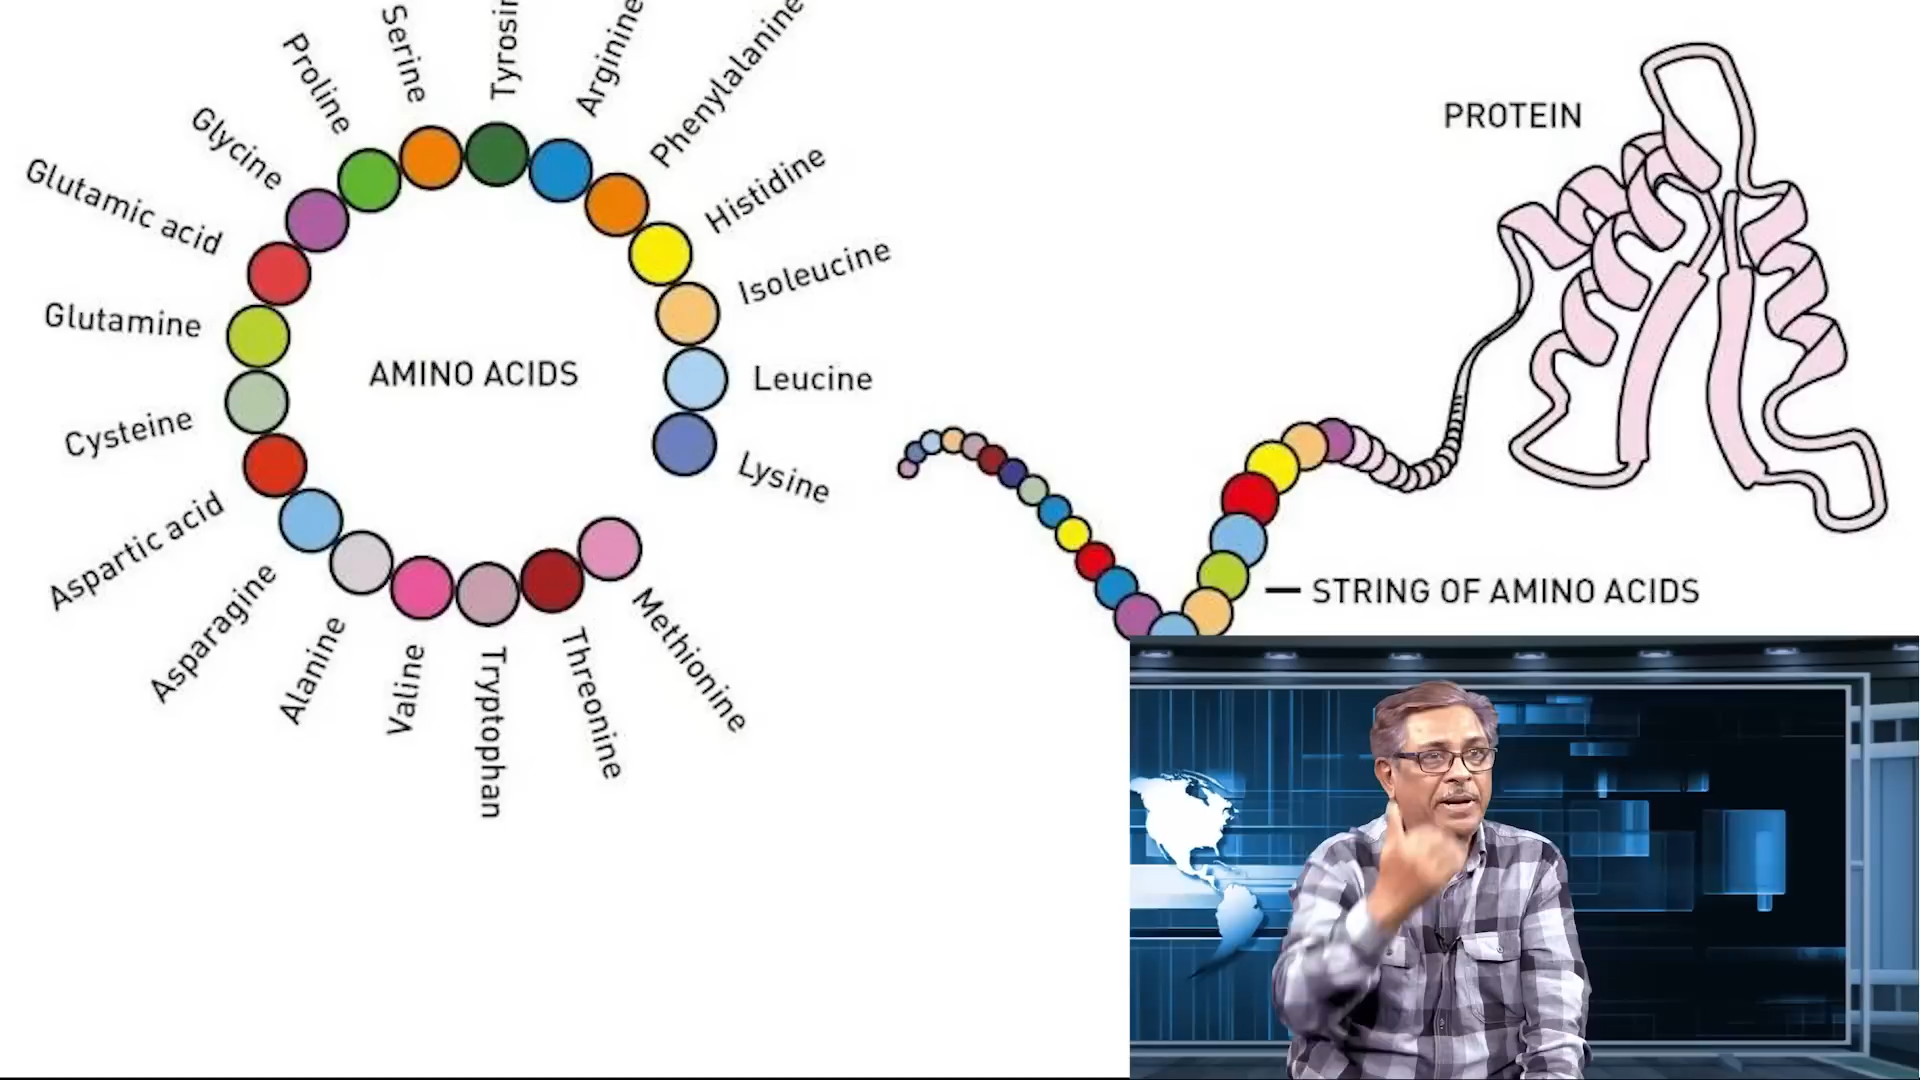 Serine
Tyrosin
Arginine
Proline
Phenylalanine
Glycine
Histidine
Glutamic acid
Isoleucine
Glutamine
AMINO ACIDS
Leucine
Cysteine
Lysine
Aspartic acid
Asparagine
Alanine
Valine
Tryptophan
Threonine
Methionine
PROTEIN
STRING OF AMINO ACIDS